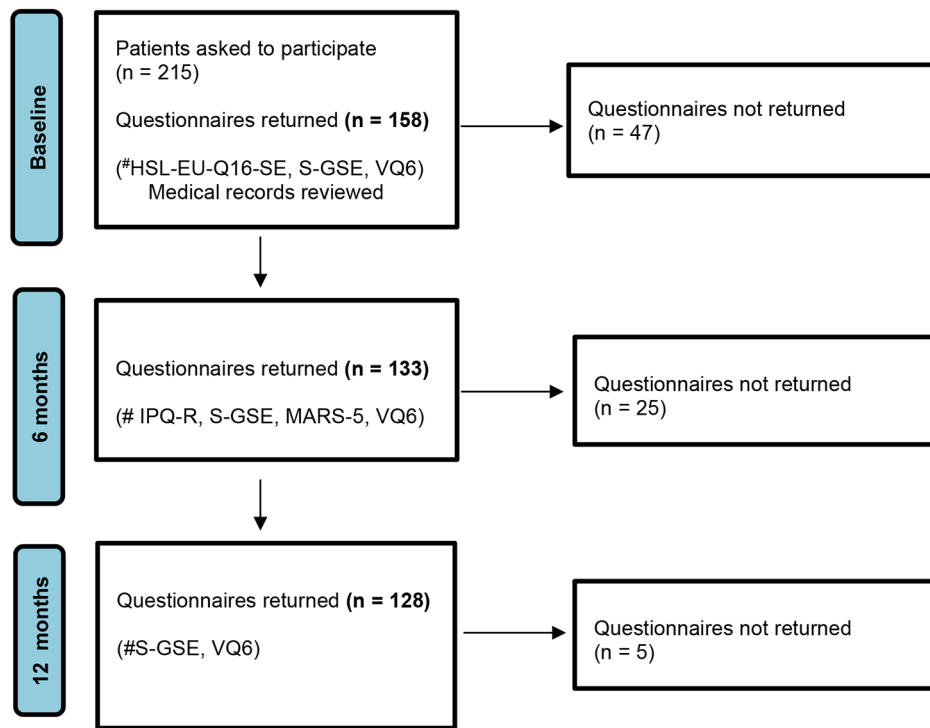 Baseline
Patients asked to participate
(n = 215)
Questionnaires returned (n = 158)
(#HSL-EU-Q16-SE, S-GSE, VQ6)
Medical records reviewed
Questionnaires not returned
(n = 47)
6 months
Questionnaires returned (n = 133)
(# IPQ-R, S-GSE, MARS-5, VQ6)
Questionnaires not returned
(n = 25)
12 months
Questionnaires returned (n = 128)
(#S-GSE, VQ6)
Questionnaires not returned
(n = 5)